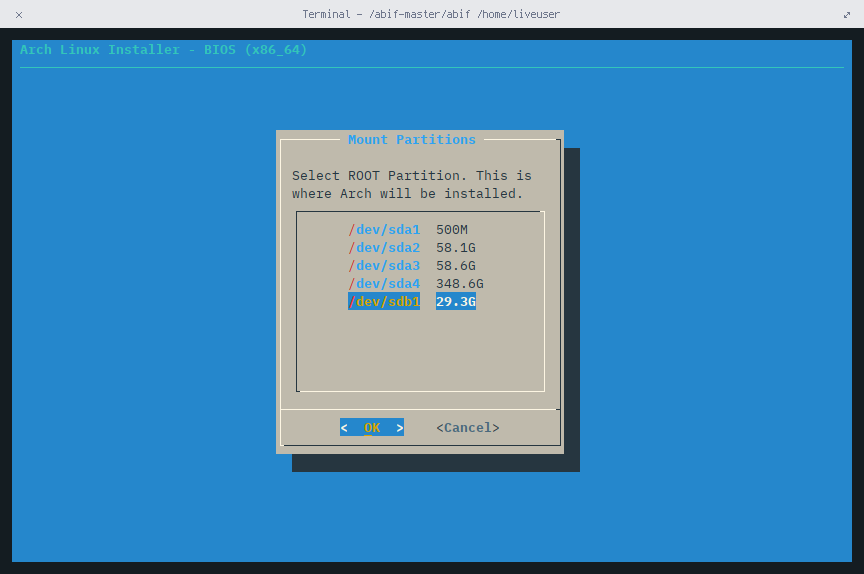 Terminal - /abif-master/abif /home/liveuser
Arch Linux Installer - BIOS (x86_64)
Mount Partitions
Select ROOT Partition. This is
where Arch will be installed.
/dev/sda1 500M
/dev/sda2 58.1G
/dev/sda3 58.6G
/dev/sda4 348.6G
/dev/sdb1 29.3G
< OK > <Cancel>